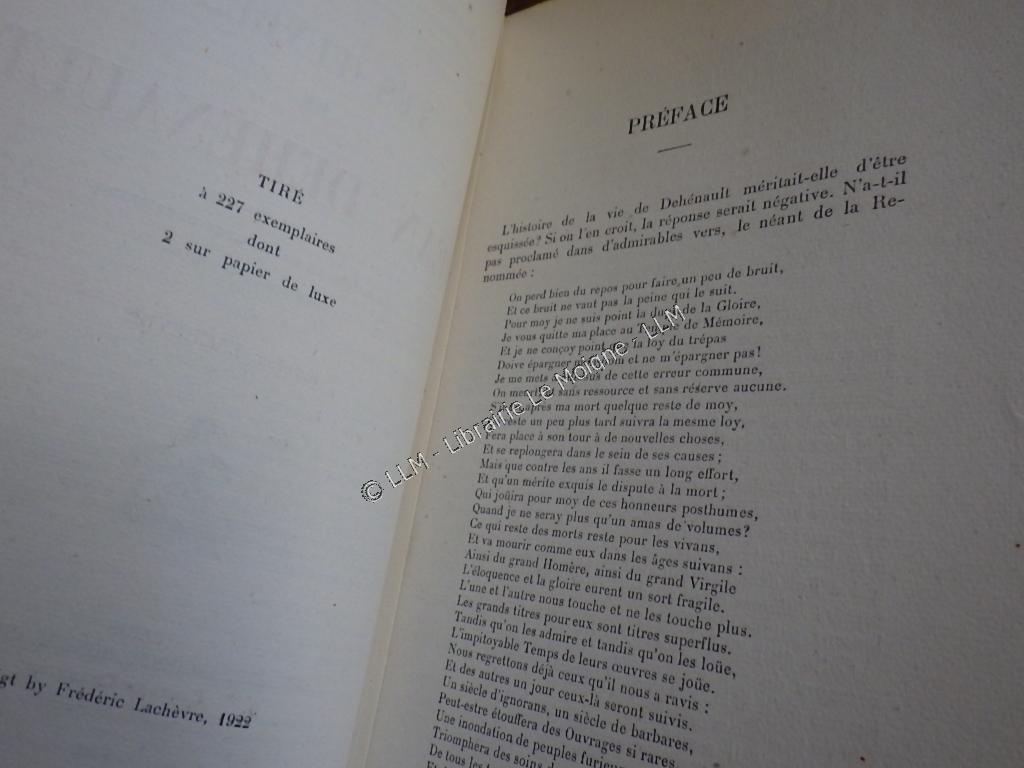 TIRÉ
à 227 exemplaires
dont
2 sur papier de luxe
by Frédéric Lachèvre, 1922
PRÉFACE
L'histoire de la vie de Dehénault méritait-elle d'être
esquissée? Si on l'en croit, la réponse serait négative. N'a-t-il
pas proclamé dans d'admirables vers, le néant de la Re-
nommée :
On perd bien du repos pour faire un peu de bruit,
Et ce bruit ne vaut pas la peine qui le suit.
Pour moy je ne suis point la de la Gloire,
Je vous quitte ma place au de Mémoire,
Et je ne conçoy point la loy du trépas
Doive épargner et ne m'épargner pas!
Je me mets de cette erreur commune,
On sans ressource et sans réserve aucune.
après ma mort quelque reste de moy,
un peu plus tard suivra la mesme loy,
Fera place à son tour à de nouvelles choses,
Et se replongera dans le sein de ses causes ;
Mais que contre les ans il fasse un long effort,
Et qu'un mérite exquis le dispute à la mort ;
Qui joüira pour moy de ces honneurs posthumes,
Quand je ne seray plus qu'un amas de volumes?
Ce qui reste des morts reste pour les vivans,
Et va mourir comme eux dans les âges suivans :
Ainsi du grand Homère, ainsi du grand Virgile
L'éloquence et la gloire eurent un sort fragile.
L'une et l'autre nous touche et ne les touche plus.
Les grands titres pour eux sont titres superflus.
Tandis qu'on les admire et tandis qu'on les loüe,
L'impitoyable Temps de leurs œuvres se joüe.
Nous regrettons déjà ceux qu'il nous a ravis :
Et des autres un jour ceux-là seront suivis.
Un siècle d'ignorans, un siècle de barbares,
Peut-estre étouffera des Ouvrages si rares,
Une inondation de peuples furieux
Triomphera des soins
De tous les
© LLM - Librairie Le Moigne - LLM